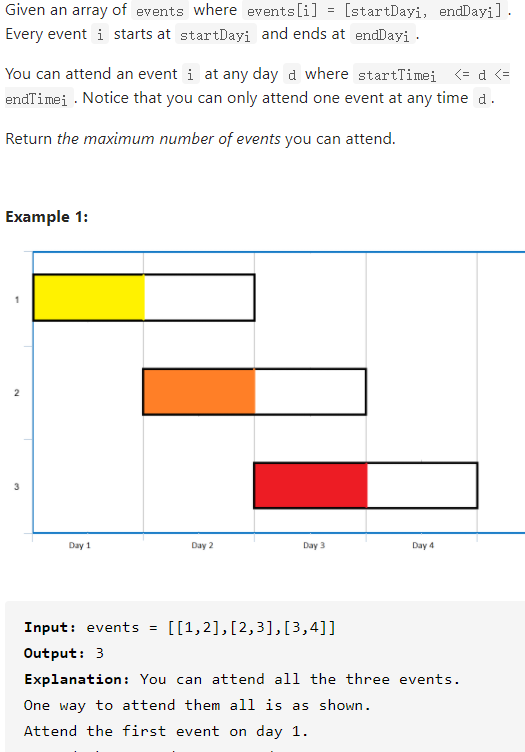 Given an array of events where events[i] = [startDayi, endDayi].
Every event i starts at startDayi and ends at endDayi.
You can attend an event i at any day d where startTimei <= d <=
endTimei. Notice that you can only attend one event at any time d.
Return the maximum number of events you can attend.
Example 1:
1
2
3
Day 1 Day 2 Day 3 Day 4
Input: events = [[1,2],[2,3],[3,4]]
Output: 3
Explanation: You can attend all the three events.
One way to attend them all is as shown.
Attend the first event on day 1.